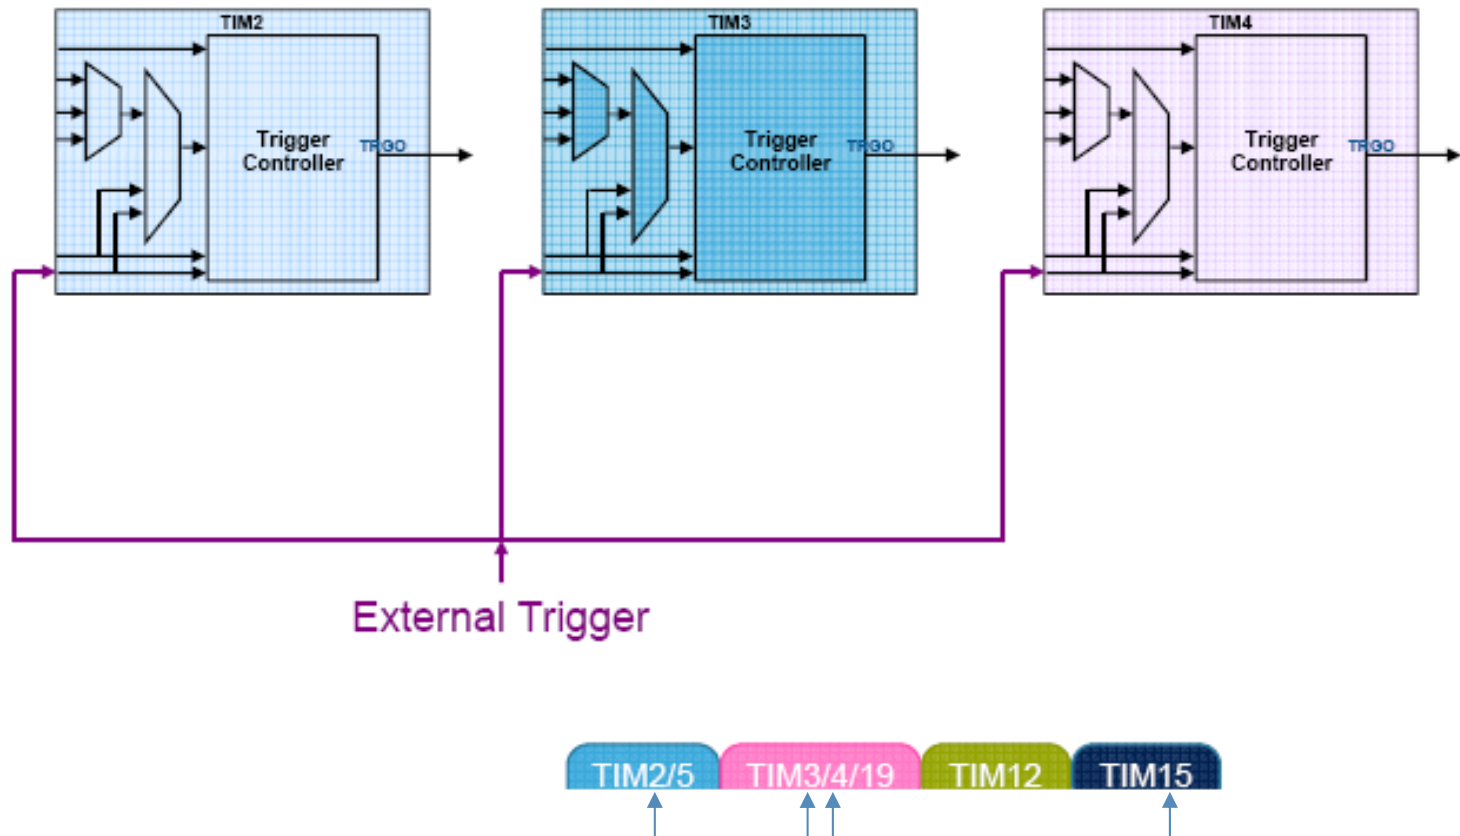 TIM2
TIM3
TIM4
Trigger
Controller
TRGO
Trigger
Controller
TRGO
Trigger
Controller
TRGO
External Trigger
TIM2/5
TIM3/4/19
TIM12
TIM15